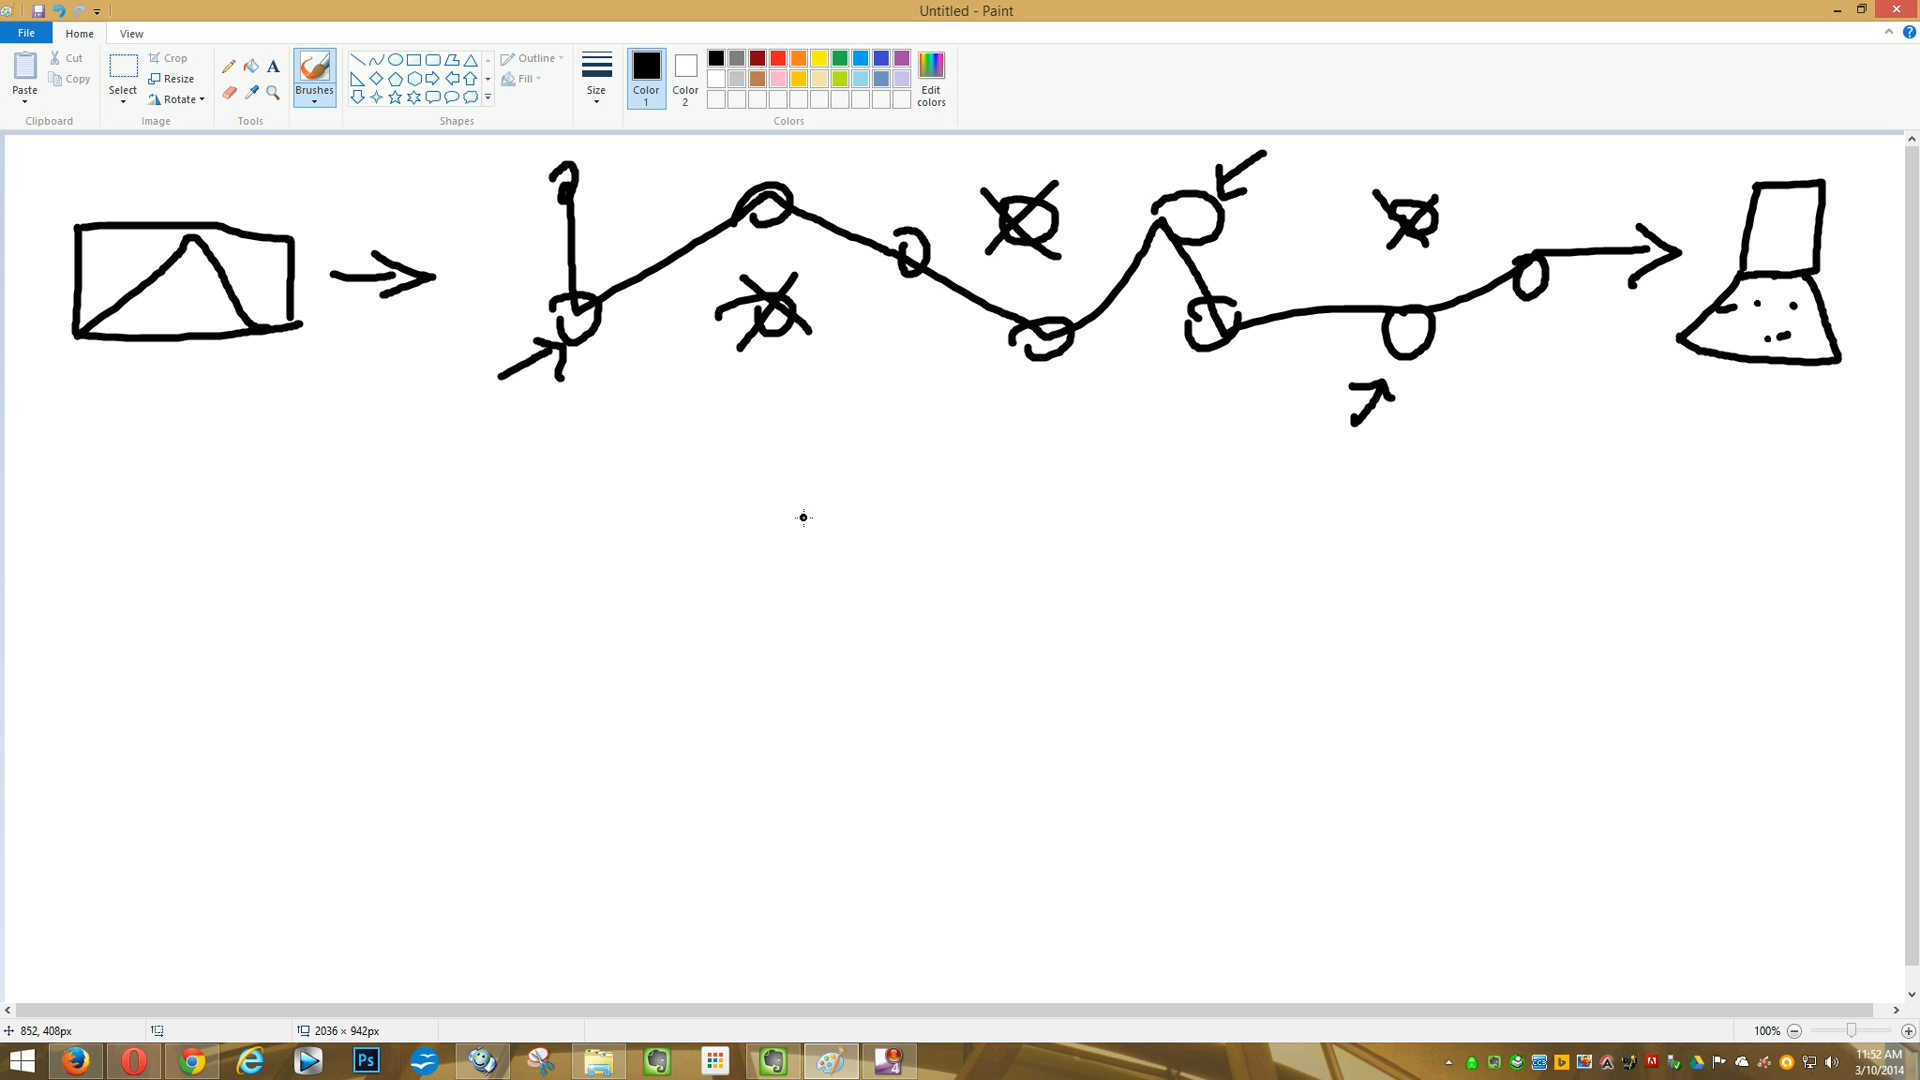 Untitled - Paint
File
Home
View
Paste
Cut
Copy
Clipboard
Select
Crop
Resize
Rotate
Image
A
Tools
Brushes
Outline
Fill
Shapes
Size
Color
1
Color
2
Edit
colors
Colors
852, 408px
2036 × 942px
100%
Ps
4
11:52 AM
3/10/2014